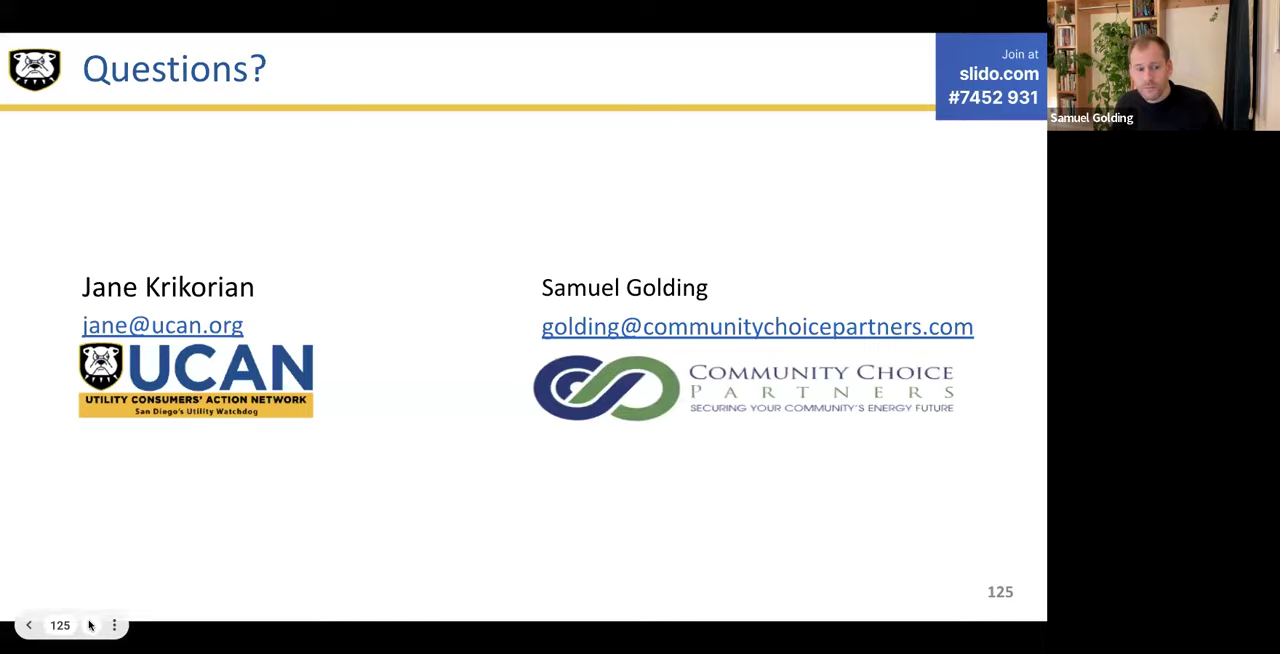 Questions?
Join at
slido.com
#7452 931
Samuel Golding
Jane Krikorian
jane@ucan.org
UCAN
UTILITY CONSUMERS' ACTION NETWORK
San Diego's Utility Watchdog
Samuel Golding
golding@communitychoicepartners.com
COMMUNITY CHOICE
PARTNERS
SECURING YOUR COMMUNITY'S ENERGY FUTURE
125
125